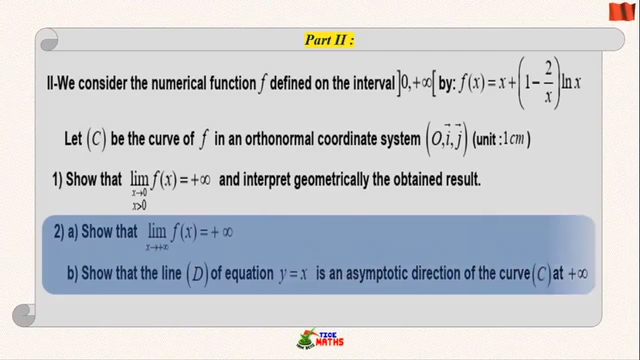 Part II :
II-We consider the numerical function f defined on the interval ]0,+∞[ by: f(x) = x + (1 − 2/x) ln x
Let (C) be the curve of f in an orthonormal coordinate system (O, i⃗, j⃗) (unit : 1cm)
1) Show that lim x→0 x>0 f(x) = +∞ and interpret geometrically the obtained result.
2) a) Show that lim x→+∞ f(x) = + ∞
b) Show that the line (D) of equation y = x is an asymptotic direction of the curve (C) at +∞
TICE
MATHS